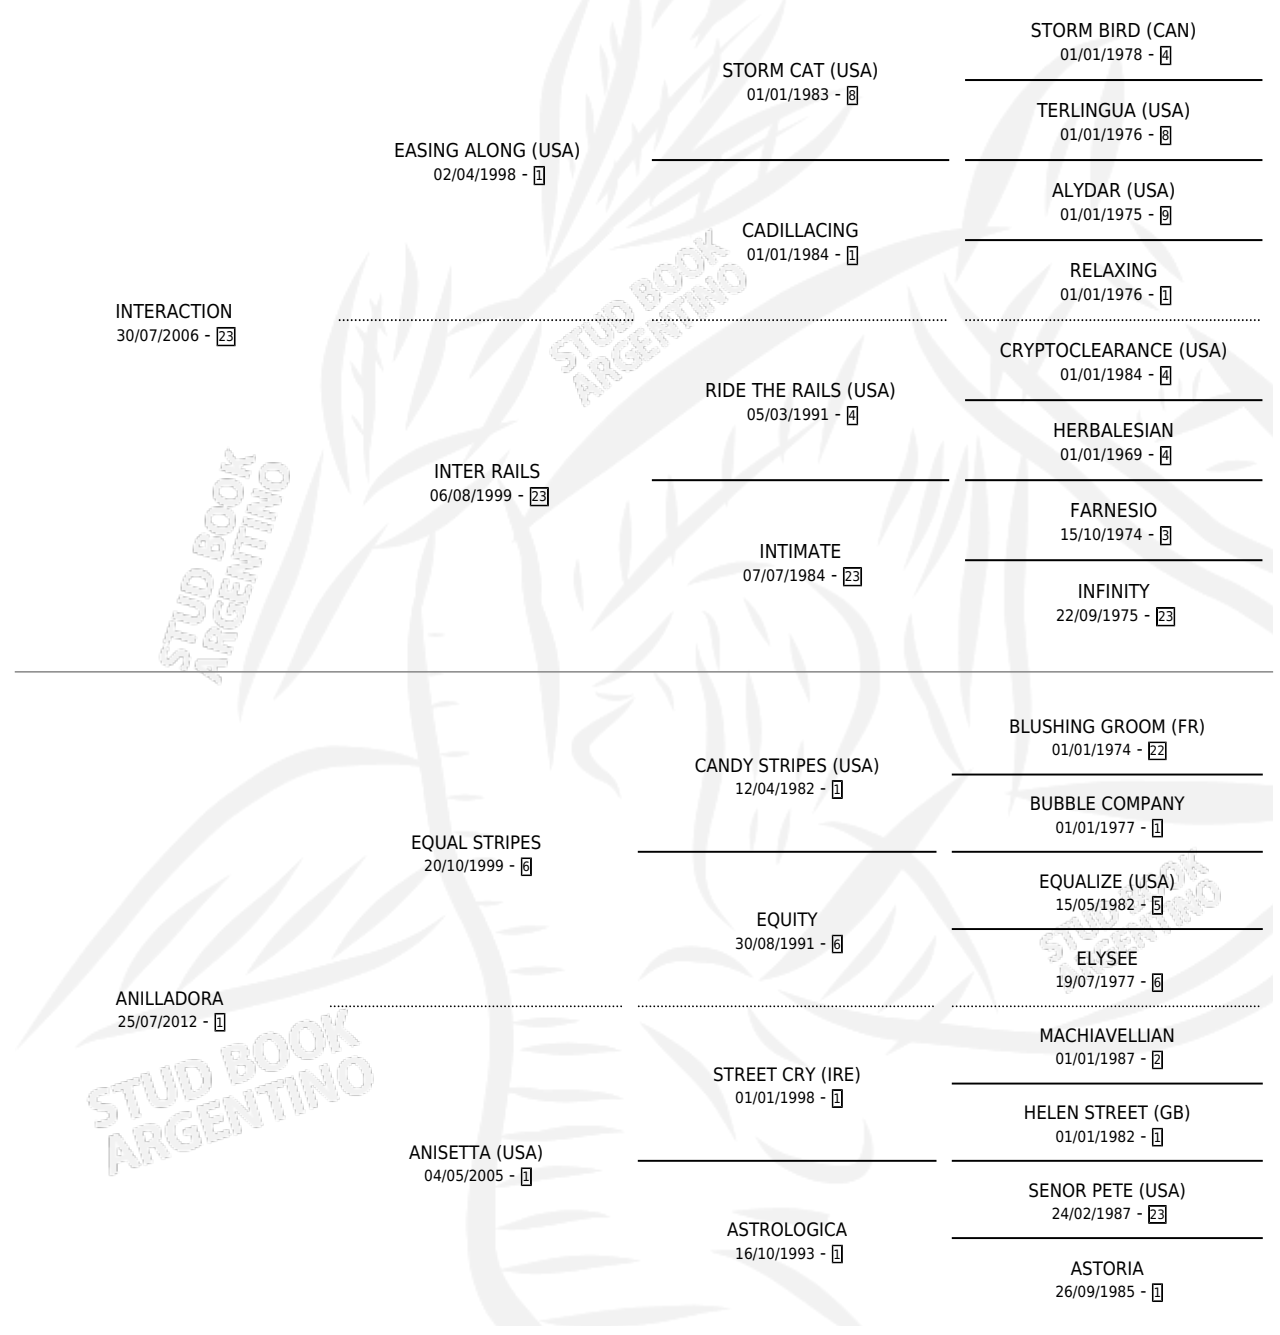 STORM BIRD (CAN)
01/01/1978 - 4
STORM CAT (USA)
01/01/1983 - 8
TERLINGUA (USA)
01/01/1976 - 8
EASING ALONG (USA)
02/04/1998 - 1
ALYDAR (USA)
01/01/1975 - 9
CADILLACING
01/01/1984 - 1
RELAXING
01/01/1976 - 1
INTERACTION
30/07/2006 - 23
CRYPTOCLEARANCE (USA)
01/01/1984 - 4
RIDE THE RAILS (USA)
05/03/1991 - 4
HERBALESIAN
01/01/1969 - 4
INTER RAILS
06/08/1999 - 23
FARNESIO
15/10/1974 - 3
INTIMATE
07/07/1984 - 23
INFINITY
22/09/1975 - 23
BLUSHING GROOM (FR)
01/01/1974 - 22
CANDY STRIPES (USA)
12/04/1982 - 1
BUBBLE COMPANY
01/01/1977 - 1
EQUAL STRIPES
20/10/1999 - 6
EQUALIZE (USA)
15/05/1982 - 5
EQUITY
30/08/1991 - 6
ELYSEE
19/07/1977 - 6
ANILLADORA
25/07/2012 - 1
MACHIAVELLIAN
01/01/1987 - 2
STREET CRY (IRE)
01/01/1998 - 1
HELEN STREET (GB)
01/01/1982 - 1
ANISETTA (USA)
04/05/2005 - 1
SENOR PETE (USA)
24/02/1987 - 23
ASTROLOGICA
16/10/1993 - 1
ASTORIA
26/09/1985 - 1
STUD BOOK
ARGENTINO
STUD BOOK
ARGENTINO
STUD BOOK
ARGENTINO
STUD BOOK
ARGENTINO